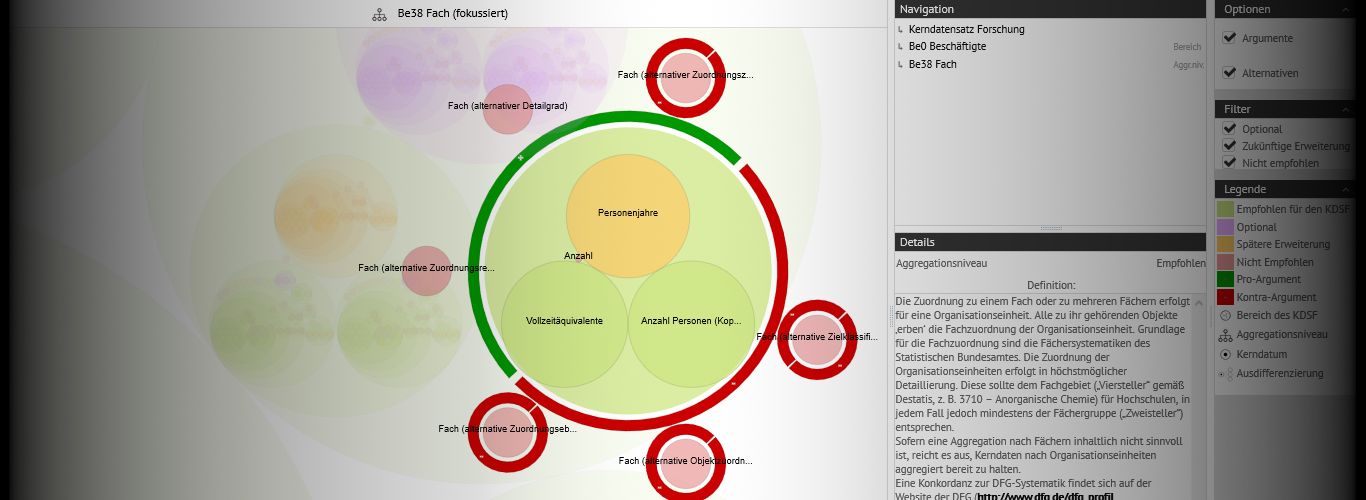 Be38 Fach (fokussiert)
Fach (alternativer Zuordnungsz...
Fach (alternativer Detailgrad)
Personenjahre
Anzahl
Fach (alternative Zuordnungsre...
Vollzeitäquivalente
Anzahl Personen (Kop...
Fach (alternative Zielklassifi...
Fach (alternative Zuordnungseb...
Fach (alternative Objektzuordn...
Navigation
Kerndatensatz Forschung
Be0 Beschäftigte Bereich
Be38 Fach Aggr.niv.
Details
Aggregationsniveau Empfohlen
Definition:
Die Zuordnung zu einem Fach oder zu mehreren Fächern erfolgt
für eine Organisationseinheit. Alle zu ihr gehörenden Objekte
‚erben‘ die Fachzuordnung der Organisationseinheit. Grundlage
für die Fachzuordnung sind die Fächersystematiken des
Statistischen Bundesamtes. Die Zuordnung der
Organisationseinheiten erfolgt in höchstmöglicher
Detaillierung. Diese sollte dem Fachgebiet („Viersteller“ gemäß
Destatis, z. B. 3710 – Anorganische Chemie) für Hochschulen, in
jedem Fall jedoch mindestens der Fächergruppe („Zweisteller“)
entsprechen.
Sofern eine Aggregation nach Fächern inhaltlich nicht sinnvoll
ist, reicht es aus, Kerndaten nach Organisationseinheiten
aggregiert bereit zu halten.
Eine Konkordanz zur DFG-Systematik findet sich auf der
Website der DFG (http://www.dfg.de/dfg_profil
Optionen
Argumente
Alternativen
Filter
Optional
Zukünftige Erweiterung
Nicht empfohlen
Legende
Empfohlen für den KDSF
Optional
Spätere Erweiterung
Nicht Empfohlen
Pro-Argument
Kontra-Argument
Bereich des KDSF
Aggregationsniveau
Kerndatum
Ausdifferenzierung